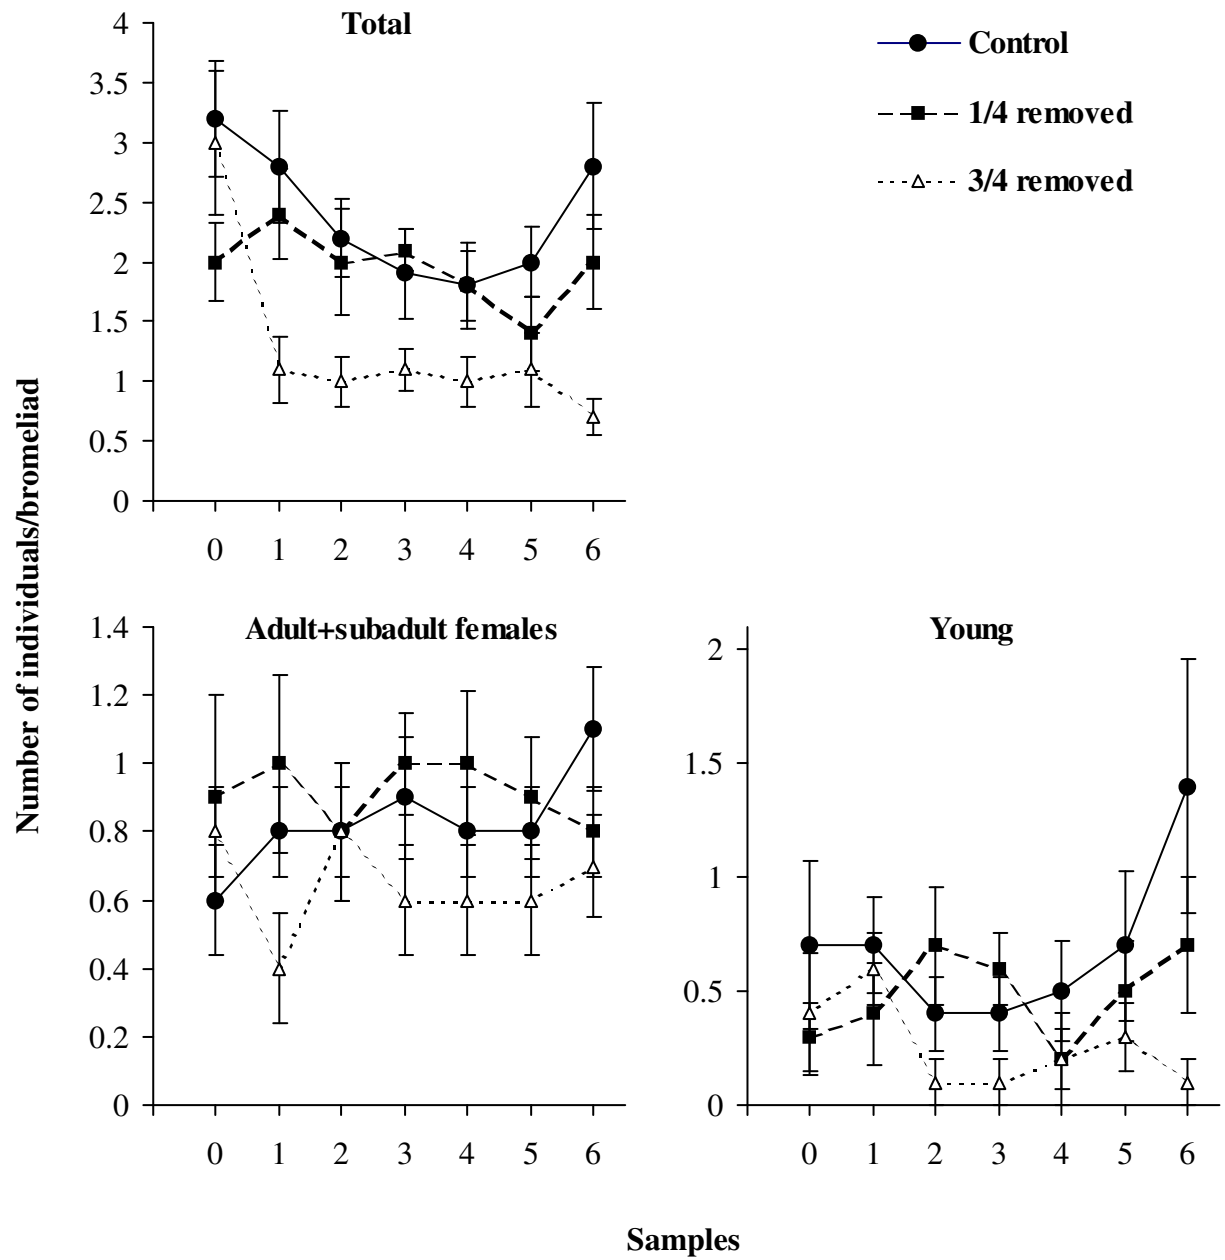 Total
Control
1/4 removed
3/4 removed
4
3.5
3
2.5
2
1.5
1
0.5
0
0 1 2 3 4 5 6
Number of individuals/bromeliad
Adult+subadult females
1.4
1.2
1
0.8
0.6
0.4
0.2
0
0 1 2 3 4 5 6
Young
2
1.5
1
0.5
0
0 1 2 3 4 5 6
Samples